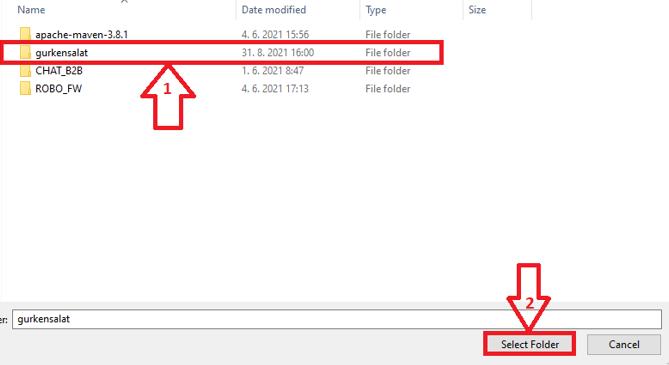 Name Date modified Type Size
apache-maven-3.8.1 4. 6. 2021 15:56 File folder
gurkensalat 31. 8. 2021 16:00 File folder
CHAT_B2B 1. 6. 2021 8:47 File folder
ROBO_FW 4. 6. 2021 17:13 File folder
1
2
er: gurkensalat
Select Folder Cancel